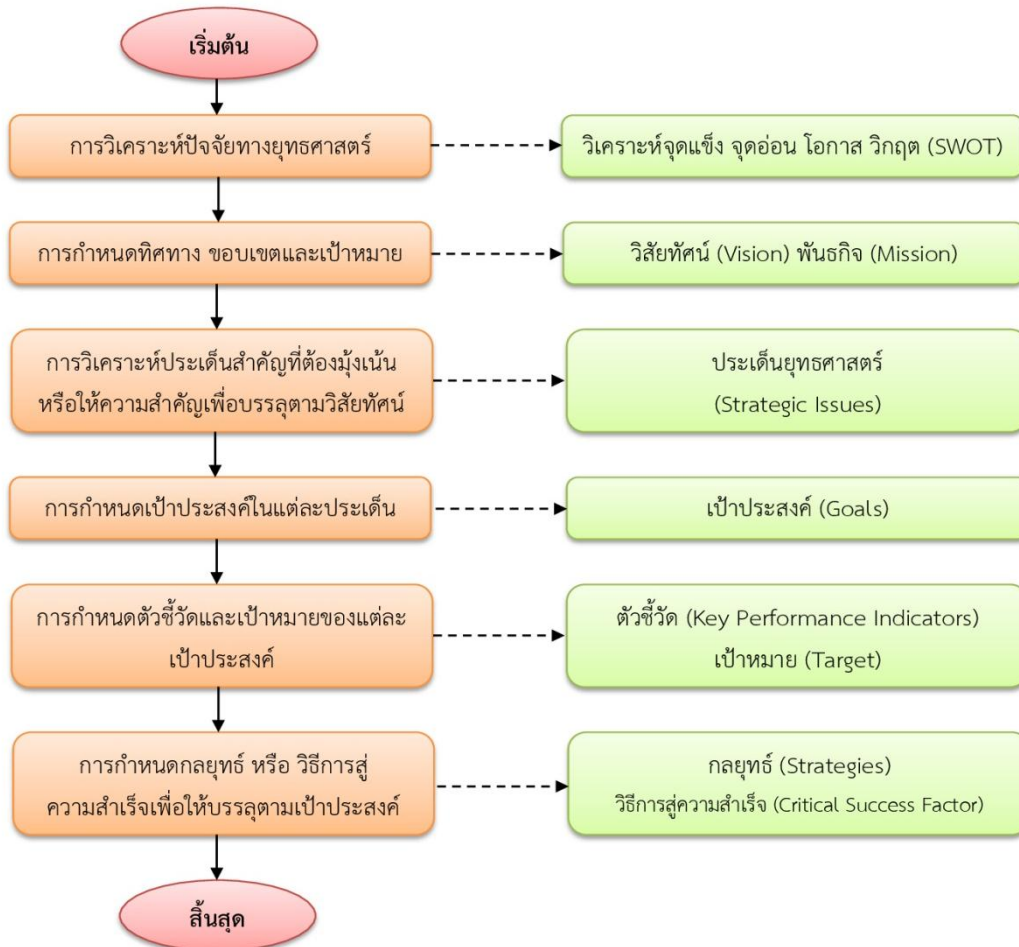 เริ่มต้น
การวิเคราะห์ปัจจัยทางยุทธศาสตร์
วิเคราะห์จุดแข็ง จุดอ่อน โอกาส วิกฤต (SWOT)
การกำหนดทิศทาง ขอบเขตและเป้าหมาย
วิสัยทัศน์ (Vision) พันธกิจ (Mission)
การวิเคราะห์ประเด็นสำคัญที่ต้องมุ้งเน้น
หรือให้ความสำคัญเพื่อบรรลุตามวิสัยทัศน์
ประเด็นยุทธศาสตร์
(Strategic Issues)
การกำหนดเป้าประสงค์ในแต่ละประเด็น
เป้าประสงค์ (Goals)
การกำหนดตัวชี้วัดและเป้าหมายของแต่ละ
เป้าประสงค์
ตัวชี้วัด (Key Performance Indicators)
เป้าหมาย (Target)
การกำหนดกลยุทธ์ หรือ วิธีการสู่
ความสำเร็จเพื่อให้บรรลุตามเป้าประสงค์
กลยุทธ์ (Strategies)
วิธีการสู่ความสำเร็จ (Critical Success Factor)
สิ้นสุด